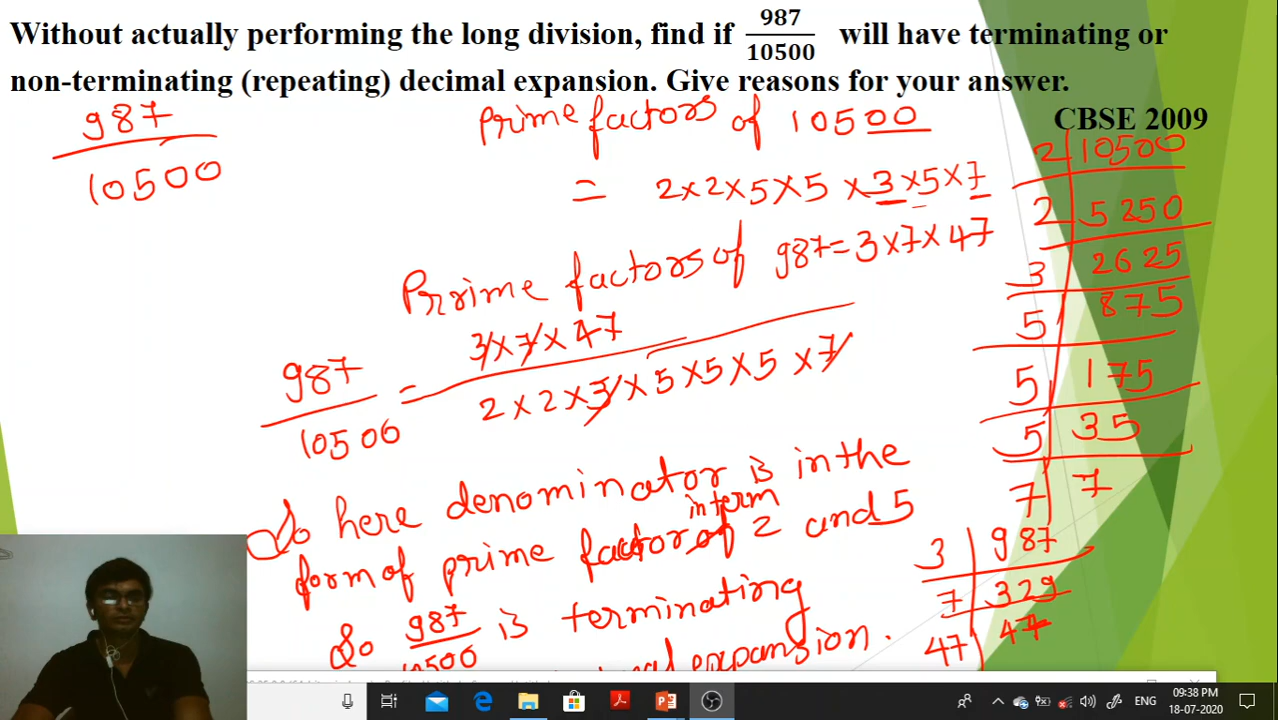 Without actually performing the long division, find if 987/10500 will have terminating or
non-terminating (repeating) decimal expansion. Give reasons for your answer.
CBSE 2009
987/10500
Prime factors of 10500
= 2×2×5×5 ×3×5×7
Prrime factors of 987=3×7×47
987/10500 = 3×7×47 / 2×2×3×5×5×5×7
So here denominator is in the
form of prime factor in term of 2 and 5
So 987/10500 is terminating
expansion.
2 | 10500
2 | 5250
3 | 2625
5 | 875
5 | 175
5 | 35
7 | 7
3 | 987
7 | 329
47 | 47
ENG
09:38 PM
18-07-2020